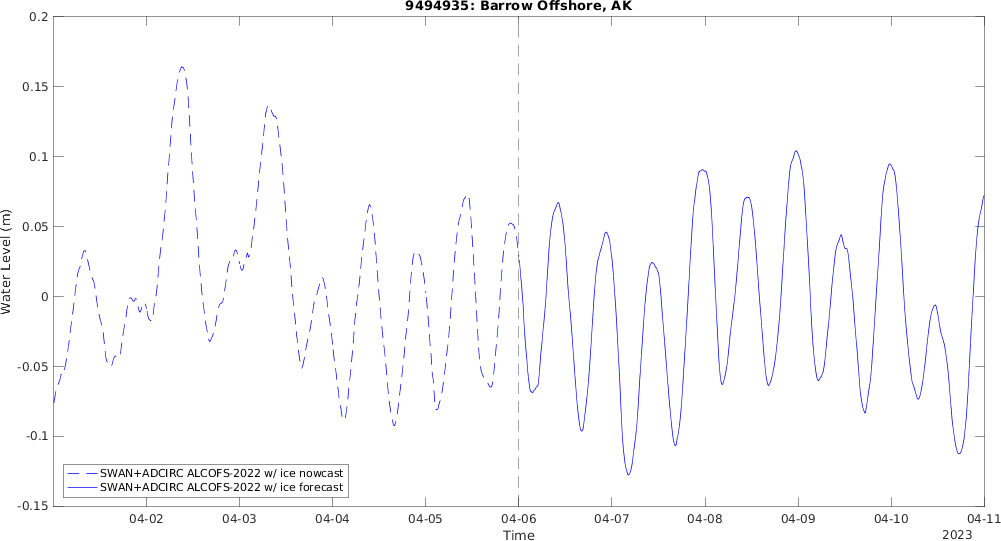 9494935: Barrow Offshore, AK
0.2
0.15
0.1
0.05
0
-0.05
-0.1
-0.15
Water Level (m)
SWAN+ADCIRC ALCOFS-2022 w/ ice nowcast
SWAN+ADCIRC ALCOFS-2022 w/ ice forecast
04-02 04-03 04-04 04-05 04-06 04-07 04-08 04-09 04-10 04-11
Time
2023